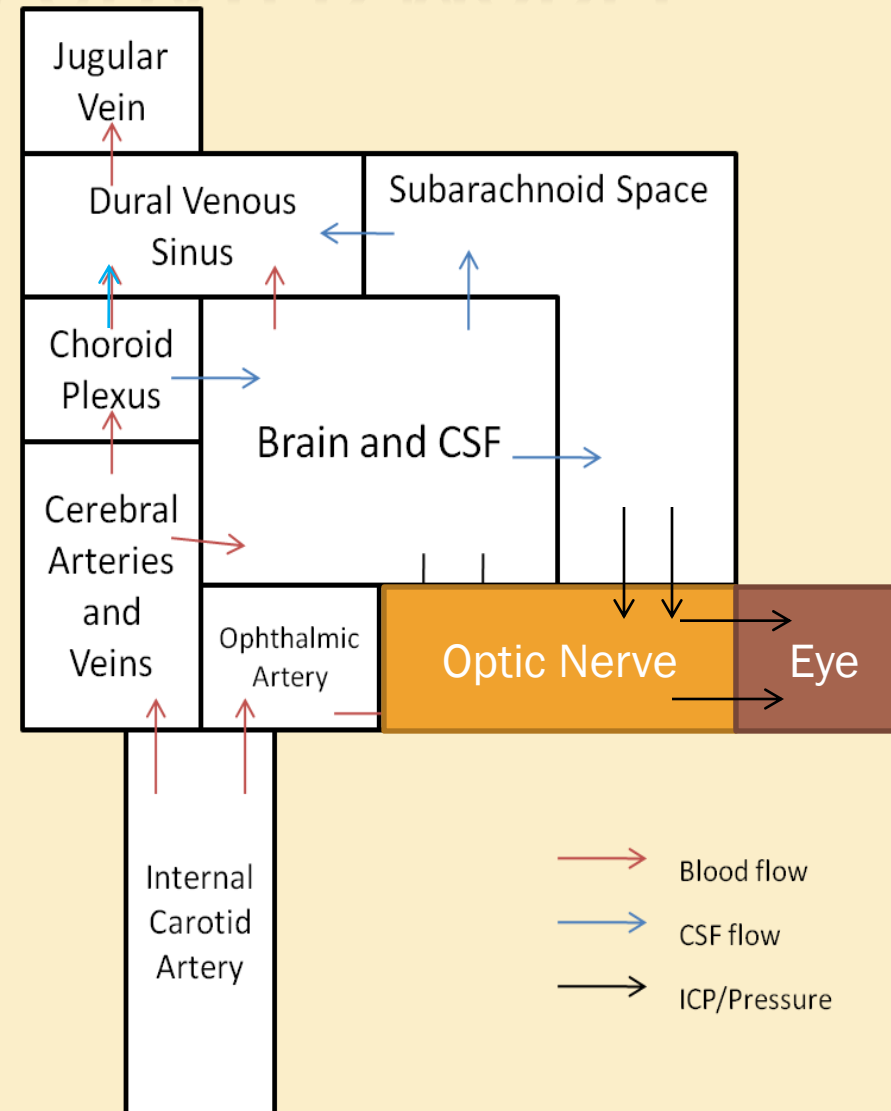 Jugular
Vein
Dural Venous
Sinus
Subarachnoid Space
Choroid
Plexus
Brain and CSF
Cerebral
Arteries
and
Veins
Ophthalmic
Artery
Optic Nerve
Eye
Internal
Carotid
Artery
Blood flow
CSF flow
ICP/Pressure